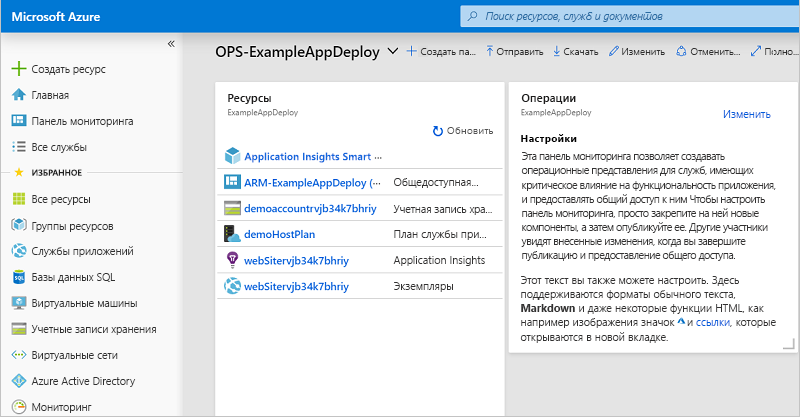 Microsoft Azure
Поиск ресурсов, служб и документов
«
OPS-ExampleAppDeploy
Создать па...
Отправить
Скачать
Изменить
Отменить...
Полно...
Создать ресурс
Главная
Панель мониторинга
Все службы
ИЗБРАННОЕ
Все ресурсы
Группы ресурсов
Службы приложений
Базы данных SQL
Виртуальные машины
Учетные записи хранения
Виртуальные сети
Azure Active Directory
Мониторинг
Ресурсы
ExampleAppDeploy
Обновить
Application Insights Smart ...
ARM-ExampleAppDeploy (... Общедоступная...
demoaccountrvjb34k7bhriy Учетная запись хра...
demoHostPlan План службы при...
webSitervjb34k7bhriy Application Insights
webSitervjb34k7bhriy Экземпляры
Операции
ExampleAppDeploy
Изменить
Настройки
Эта панель мониторинга позволяет создавать
операционные представления для служб, имеющих
критическое влияние на функциональность приложения,
и предоставлять общий доступ к ним Чтобы настроить
панель мониторинга, просто закрепите на ней новые
компоненты, а затем опубликуйте ее. Другие участники
увидят внесенные изменения, когда вы завершите
публикацию и предоставление общего доступа.
Этот текст вы также можете настроить. Здесь
поддерживаются форматы обычного текста,
Markdown и даже некоторые функции HTML, как
например изображения значок и ссылки, которые
открываются в новой вкладке.